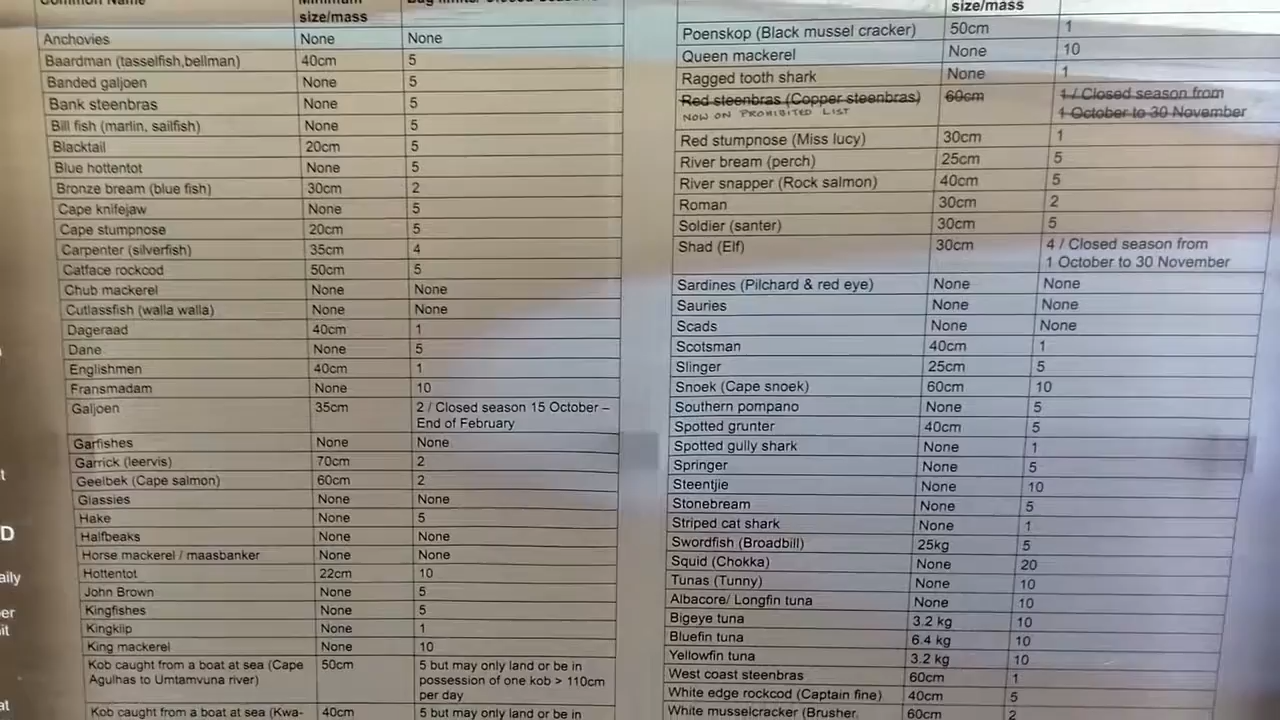 Common Name Minimum
size/mass
Anchovies None None
Baardman (tasselfish,bellman) 40cm 5
Banded galjoen None 5
Bank steenbras None 5
Bill fish (marlin, sailfish) None 5
Blacktail 20cm 5
Blue hottentot None 5
Bronze bream (blue fish) 30cm 2
Cape knifejaw None 5
Cape stumpnose 20cm 5
Carpenter (silverfish) 35cm 4
Catface rockcod 50cm 5
Chub mackerel None None
Cutlassfish (walla walla) None None
Dageraad 40cm 1
Dane None 5
Englishmen 40cm 1
Fransmadam None 10
Galjoen 35cm 2 / Closed season 15 October –
End of February
Garfishes None None
Garrick (leervis) 70cm 2
Geelbek (Cape salmon) 60cm 2
Glassies None None
Hake None 5
Halfbeaks None None
Horse mackerel / maasbanker None None
Hottentot 22cm 10
John Brown None 5
Kingfishes None 5
Kingklip None 1
King mackerel None 10
Kob caught from a boat at sea (Cape 50cm 5 but may only land or be in
Agulhas to Umtamvuna river) possession of one kob > 110cm
per day
Kob caught from a boat at sea (Kwa- 40cm 5 but may only land or be in
size/mass
Poenskop (Black mussel cracker) 50cm 1
Queen mackerel None 10
Ragged tooth shark None 1
Red steenbras (Copper steenbras) 60cm 1 / Closed season from
NOW ON PROHIBITED LIST 1 October to 30 November
Red stumpnose (Miss lucy) 30cm 1
River bream (perch) 25cm 5
River snapper (Rock salmon) 40cm 5
Roman 30cm 2
Soldier (santer) 30cm 5
Shad (Elf) 30cm 4 / Closed season from
1 October to 30 November
Sardines (Pilchard & red eye) None None
Sauries None None
Scads None None
Scotsman 40cm 1
Slinger 25cm 5
Snoek (Cape snoek) 60cm 10
Southern pompano None 5
Spotted grunter 40cm 5
Spotted gully shark None 1
Springer None 5
Steentjie None 10
Stonebream None 5
Striped cat shark None 1
Swordfish (Broadbill) 25kg 5
Squid (Chokka) None 20
Tunas (Tunny) None 10
Albacore/ Longfin tuna None 10
Bigeye tuna 3.2 kg 10
Bluefin tuna 6.4 kg 10
Yellowfin tuna 3.2 kg 10
West coast steenbras 60cm 1
White edge rockcod (Captain fine) 40cm 5
White musselcracker (Brusher, 60cm 2